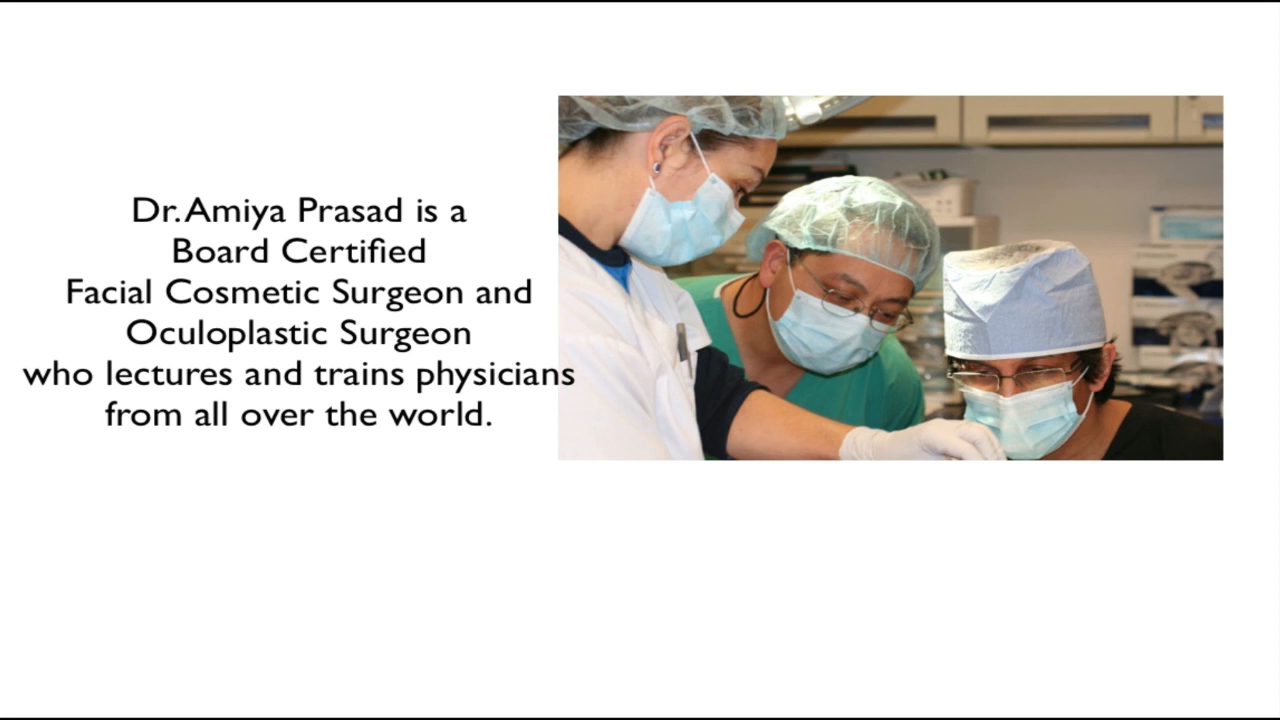 Dr. Amiya Prasad is a
Board Certified
Facial Cosmetic Surgeon and
Oculoplastic Surgeon
who lectures and trains physicians
from all over the world.